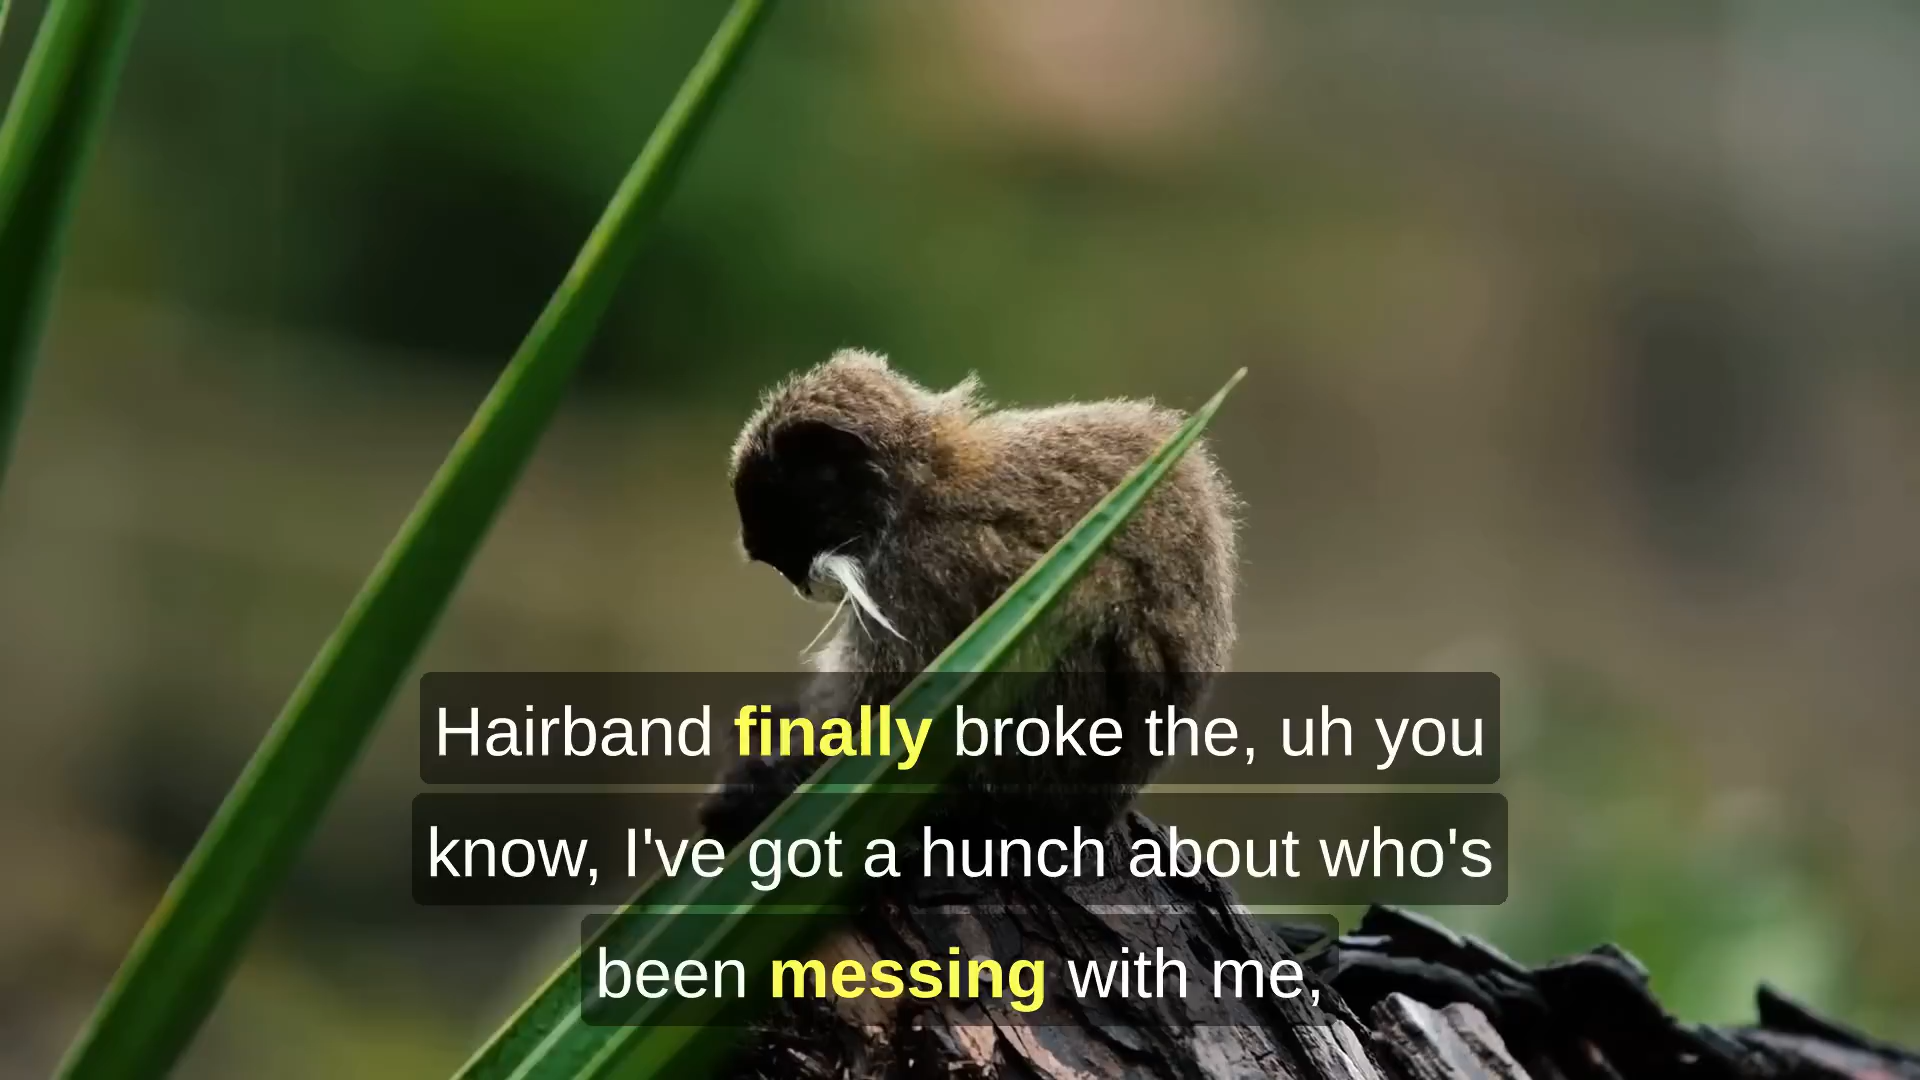 Hairband finally broke the, uh you
know, I've got a hunch about who's
been messing with me,